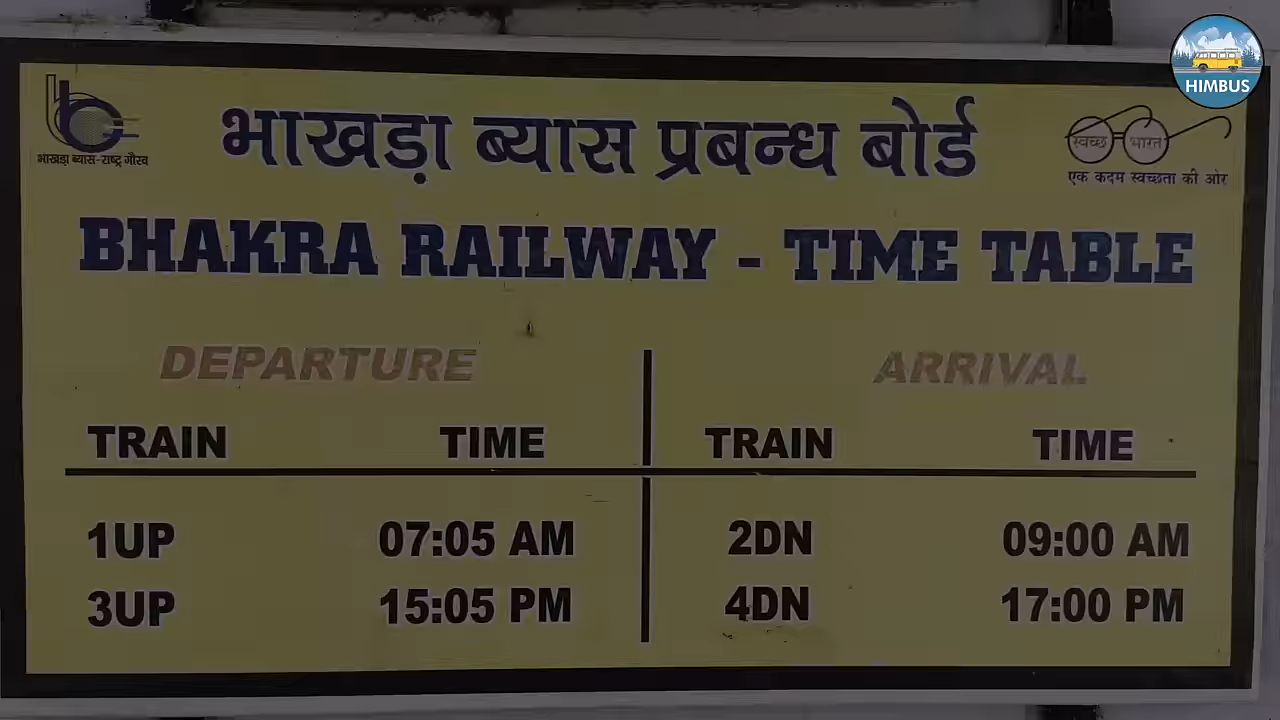 HIMBUS
भाखड़ा ब्यास प्रबन्ध बोर्ड
भाखड़ा ब्यास-राष्ट्र गौरव
स्वच्छ भारत
एक कदम स्वच्छता की ओर
BHAKRA RAILWAY - TIME TABLE
DEPARTURE ARRIVAL
TRAIN TIME TRAIN TIME
1UP 07:05 AM 2DN 09:00 AM
3UP 15:05 PM 4DN 17:00 PM